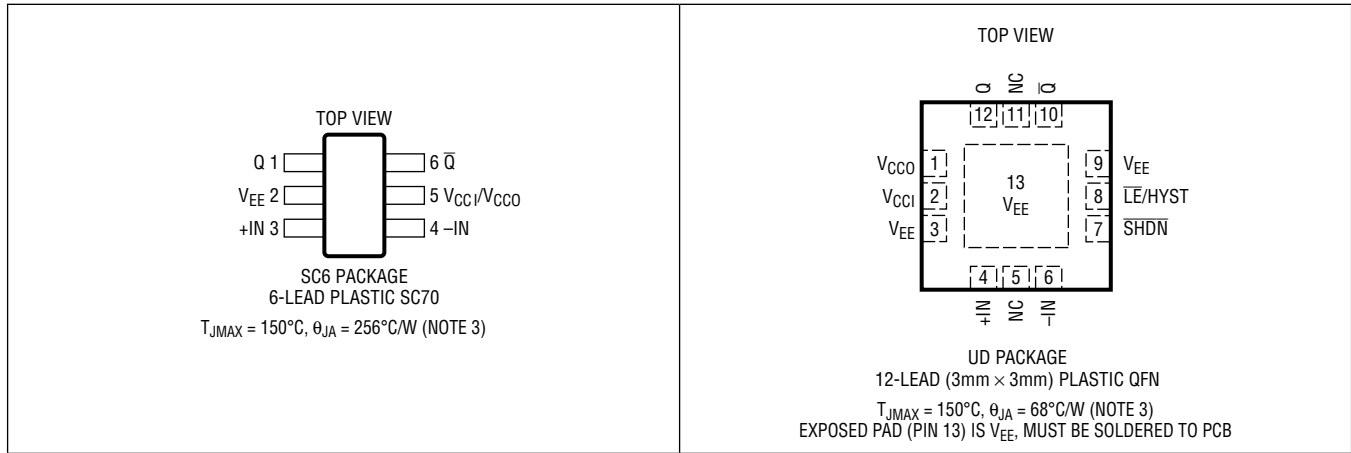 TOP VIEW
Q 1
6 Q̅
VEE 2
5 VCCI/VCCO
+IN 3
4 –IN
SC6 PACKAGE
6-LEAD PLASTIC SC70
TJMAX = 150°C, θJA = 256°C/W (NOTE 3)
TOP VIEW
Q NC Q̅
12 11 10
VCCO 1
9 VEE
VCCI 2
8 L̅E̅/HYST
VEE 3
7 S̅H̅D̅N̅
13
VEE
4 5 6
+IN NC –IN
UD PACKAGE
12-LEAD (3mm × 3mm) PLASTIC QFN
TJMAX = 150°C, θJA = 68°C/W (NOTE 3)
EXPOSED PAD (PIN 13) IS VEE, MUST BE SOLDERED TO PCB